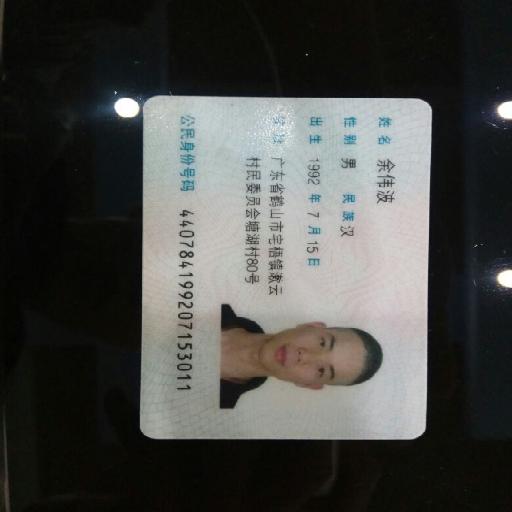 姓名 余伟波
性别 男 民族 汉
出生 1992 年 7 月 15 日
住址 广东省鹤山市宅梧镇漱云
村民委员会塘湖村80号
公民身份号码 440784199207153011